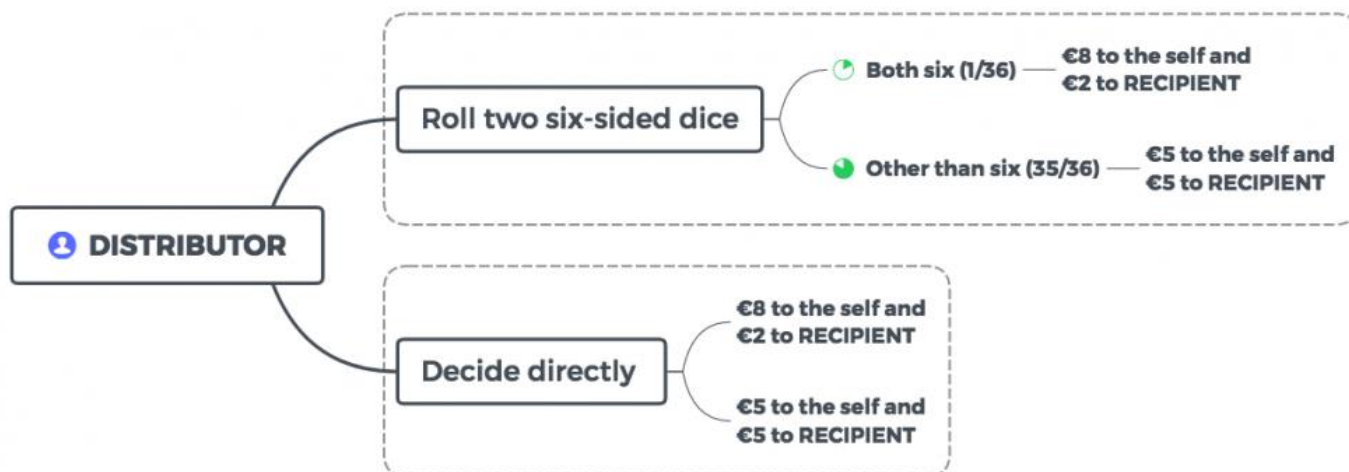 DISTRIBUTOR
Roll two six-sided dice
Both six (1/36)
€8 to the self and
€2 to RECIPIENT
Other than six (35/36)
€5 to the self and
€5 to RECIPIENT
Decide directly
€8 to the self and
€2 to RECIPIENT
€5 to the self and
€5 to RECIPIENT